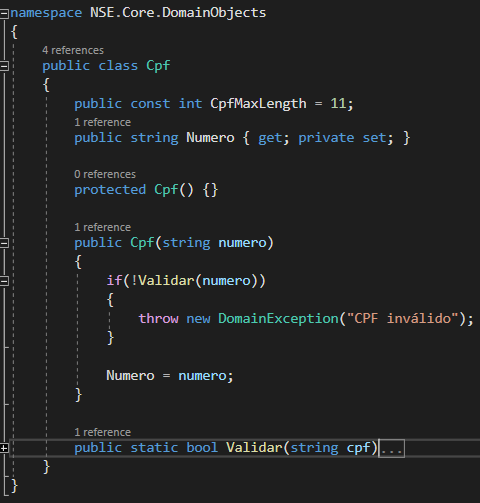 namespace NSE.Core.DomainObjects
{
4 references
public class Cpf
{
public const int CpfMaxLength = 11;
1 reference
public string Numero { get; private set; }
0 references
protected Cpf() {}
1 reference
public Cpf(string numero)
{
if(!Validar(numero))
{
throw new DomainException("CPF inválido");
}
Numero = numero;
}
1 reference
public static bool Validar(string cpf)...
}
}